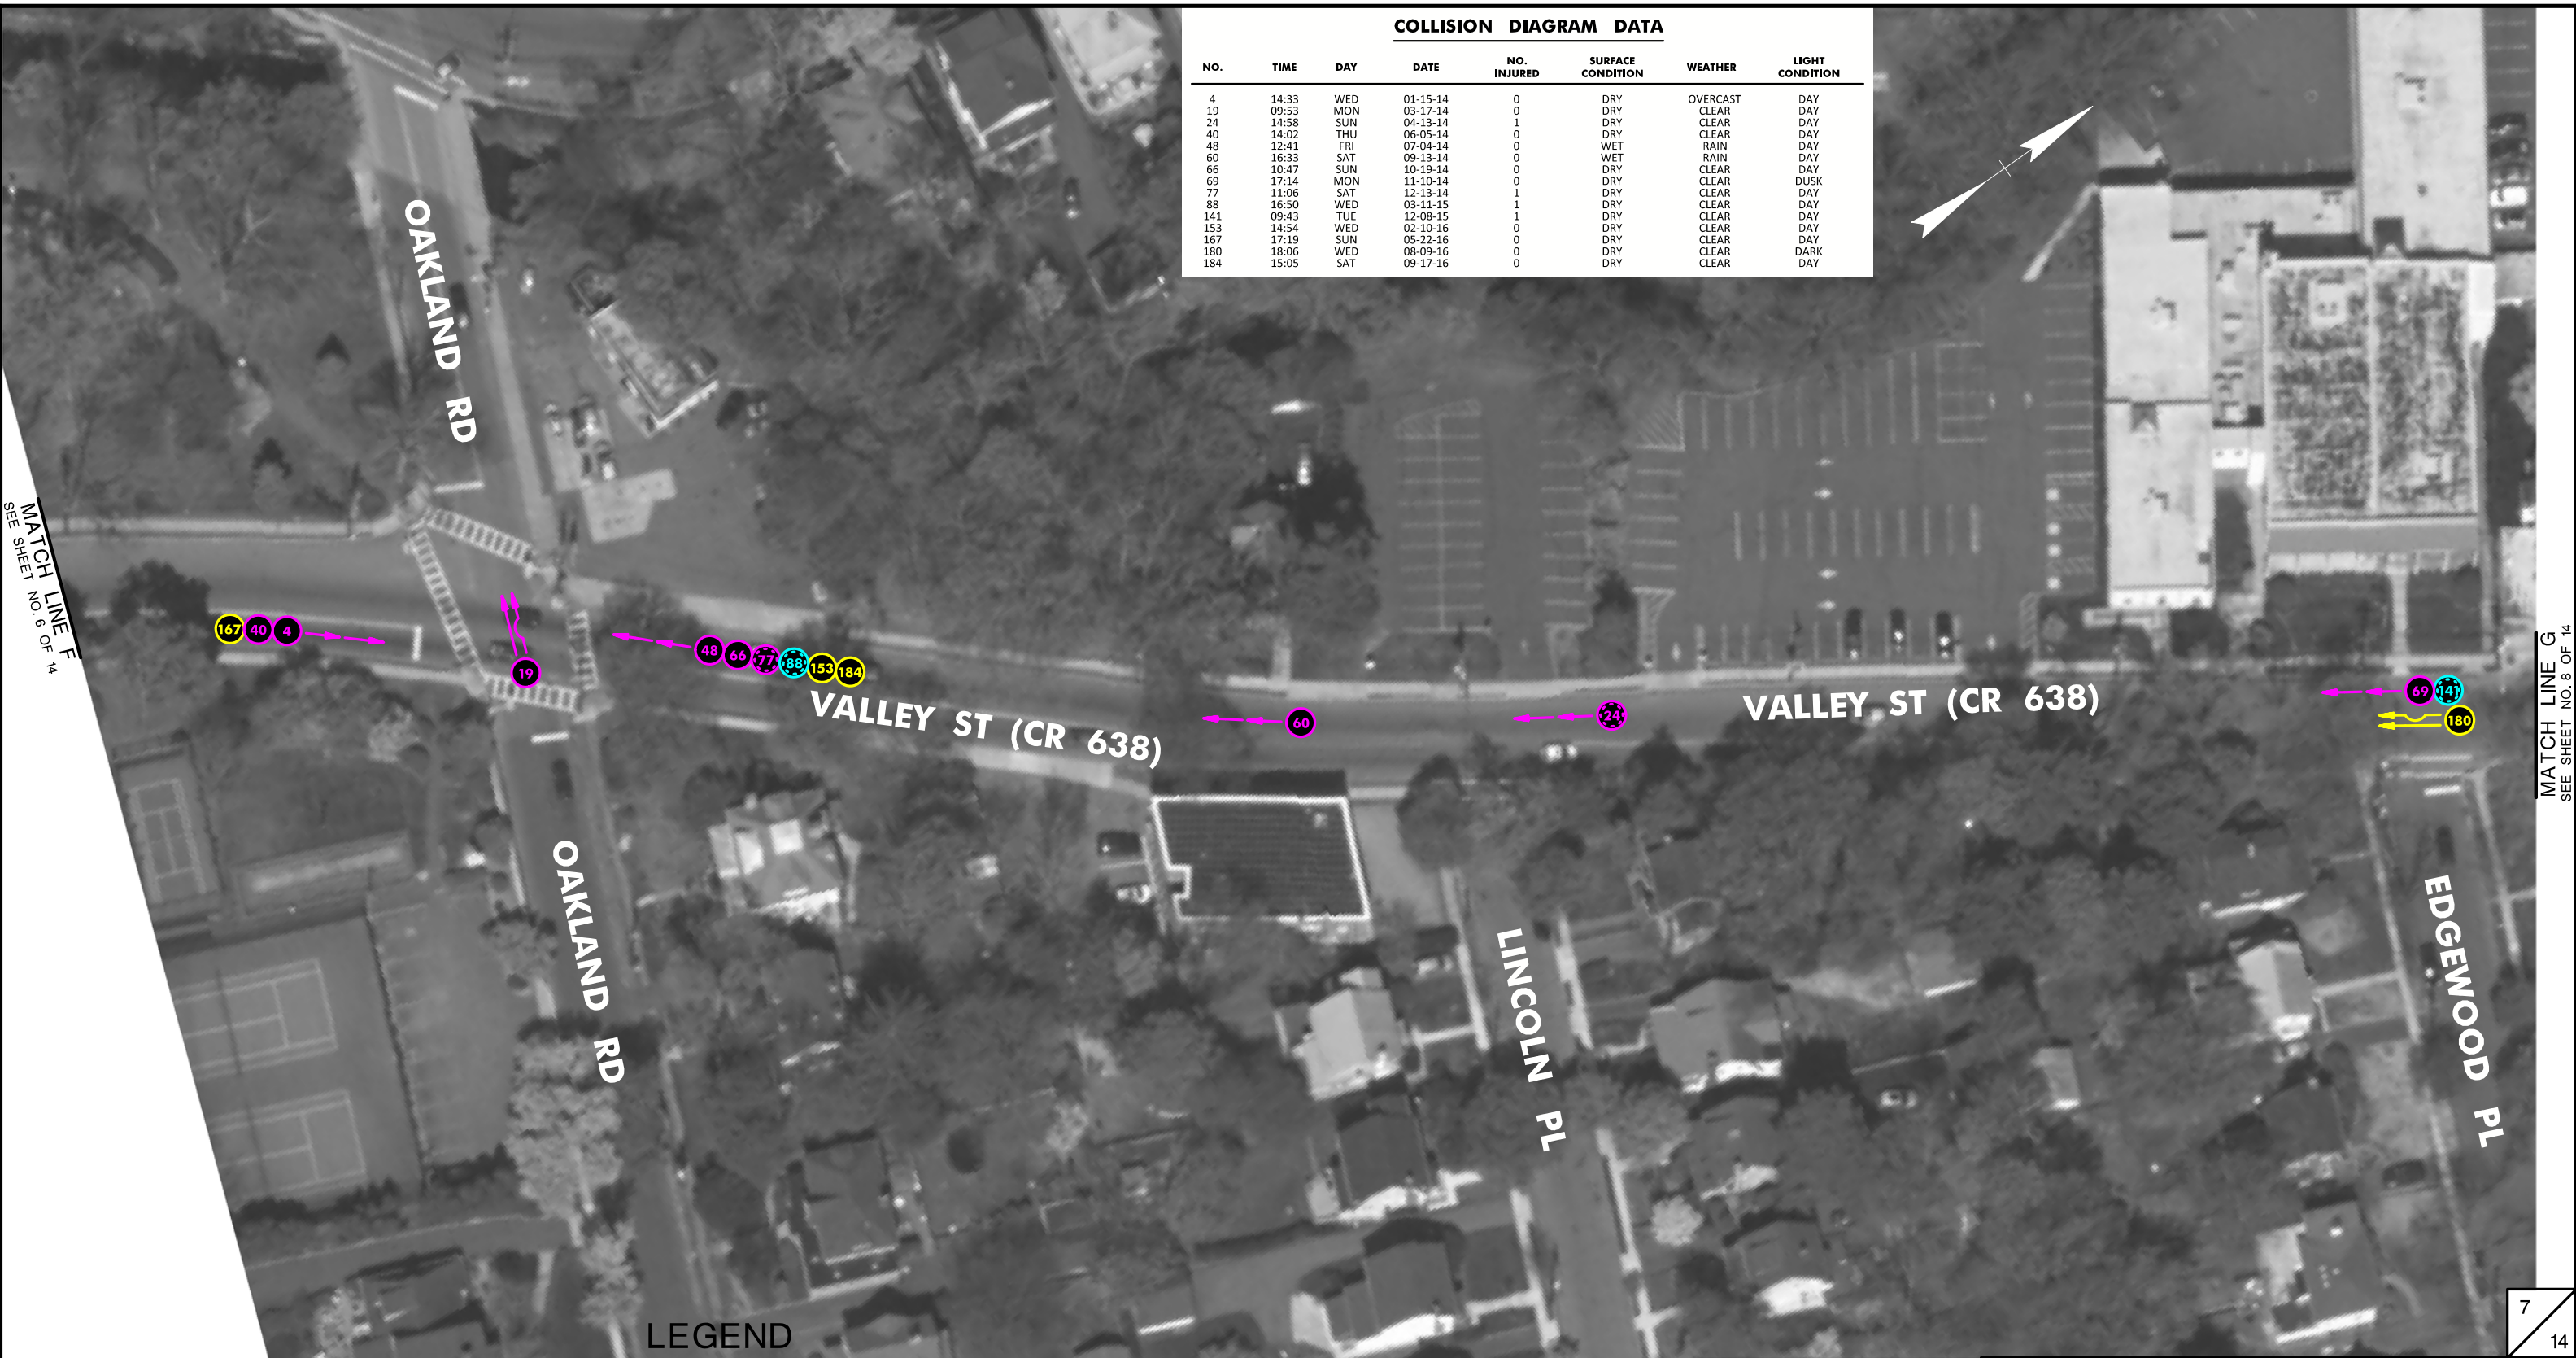 COLLISION DIAGRAM DATA
NO. TIME DAY DATE NO. INJURED SURFACE CONDITION WEATHER LIGHT CONDITION
4 14:33 WED 01-15-14 0 DRY OVERCAST DAY
19 09:53 MON 03-17-14 0 DRY CLEAR DAY
24 14:58 SUN 04-13-14 1 DRY CLEAR DAY
40 14:02 THU 06-05-14 0 DRY CLEAR DAY
48 12:41 FRI 07-04-14 0 WET RAIN DAY
60 16:33 SAT 09-13-14 0 WET RAIN DAY
66 10:47 SUN 10-19-14 0 DRY CLEAR DAY
69 17:14 MON 11-10-14 0 DRY CLEAR DUSK
77 11:06 SAT 12-13-14 1 DRY CLEAR DAY
88 16:50 WED 03-11-15 1 DRY CLEAR DAY
141 09:43 TUE 12-08-15 1 DRY CLEAR DAY
153 14:54 WED 02-10-16 0 DRY CLEAR DAY
167 17:19 SUN 05-22-16 0 DRY CLEAR DAY
180 18:06 WED 08-09-16 0 DRY CLEAR DARK
184 15:05 SAT 09-17-16 0 DRY CLEAR DAY
OAKLAND RD
MATCH LINE F
SEE SHEET NO. 6 OF 14
167 40 4
19
48 66 77 88 153 184
VALLEY ST (CR 638)
60
24
VALLEY ST (CR 638)
69 141
180
MATCH LINE G
SEE SHEET NO. 8 OF 14
OAKLAND RD
LINCOLN PL
EDGEWOOD PL
LEGEND
7
14